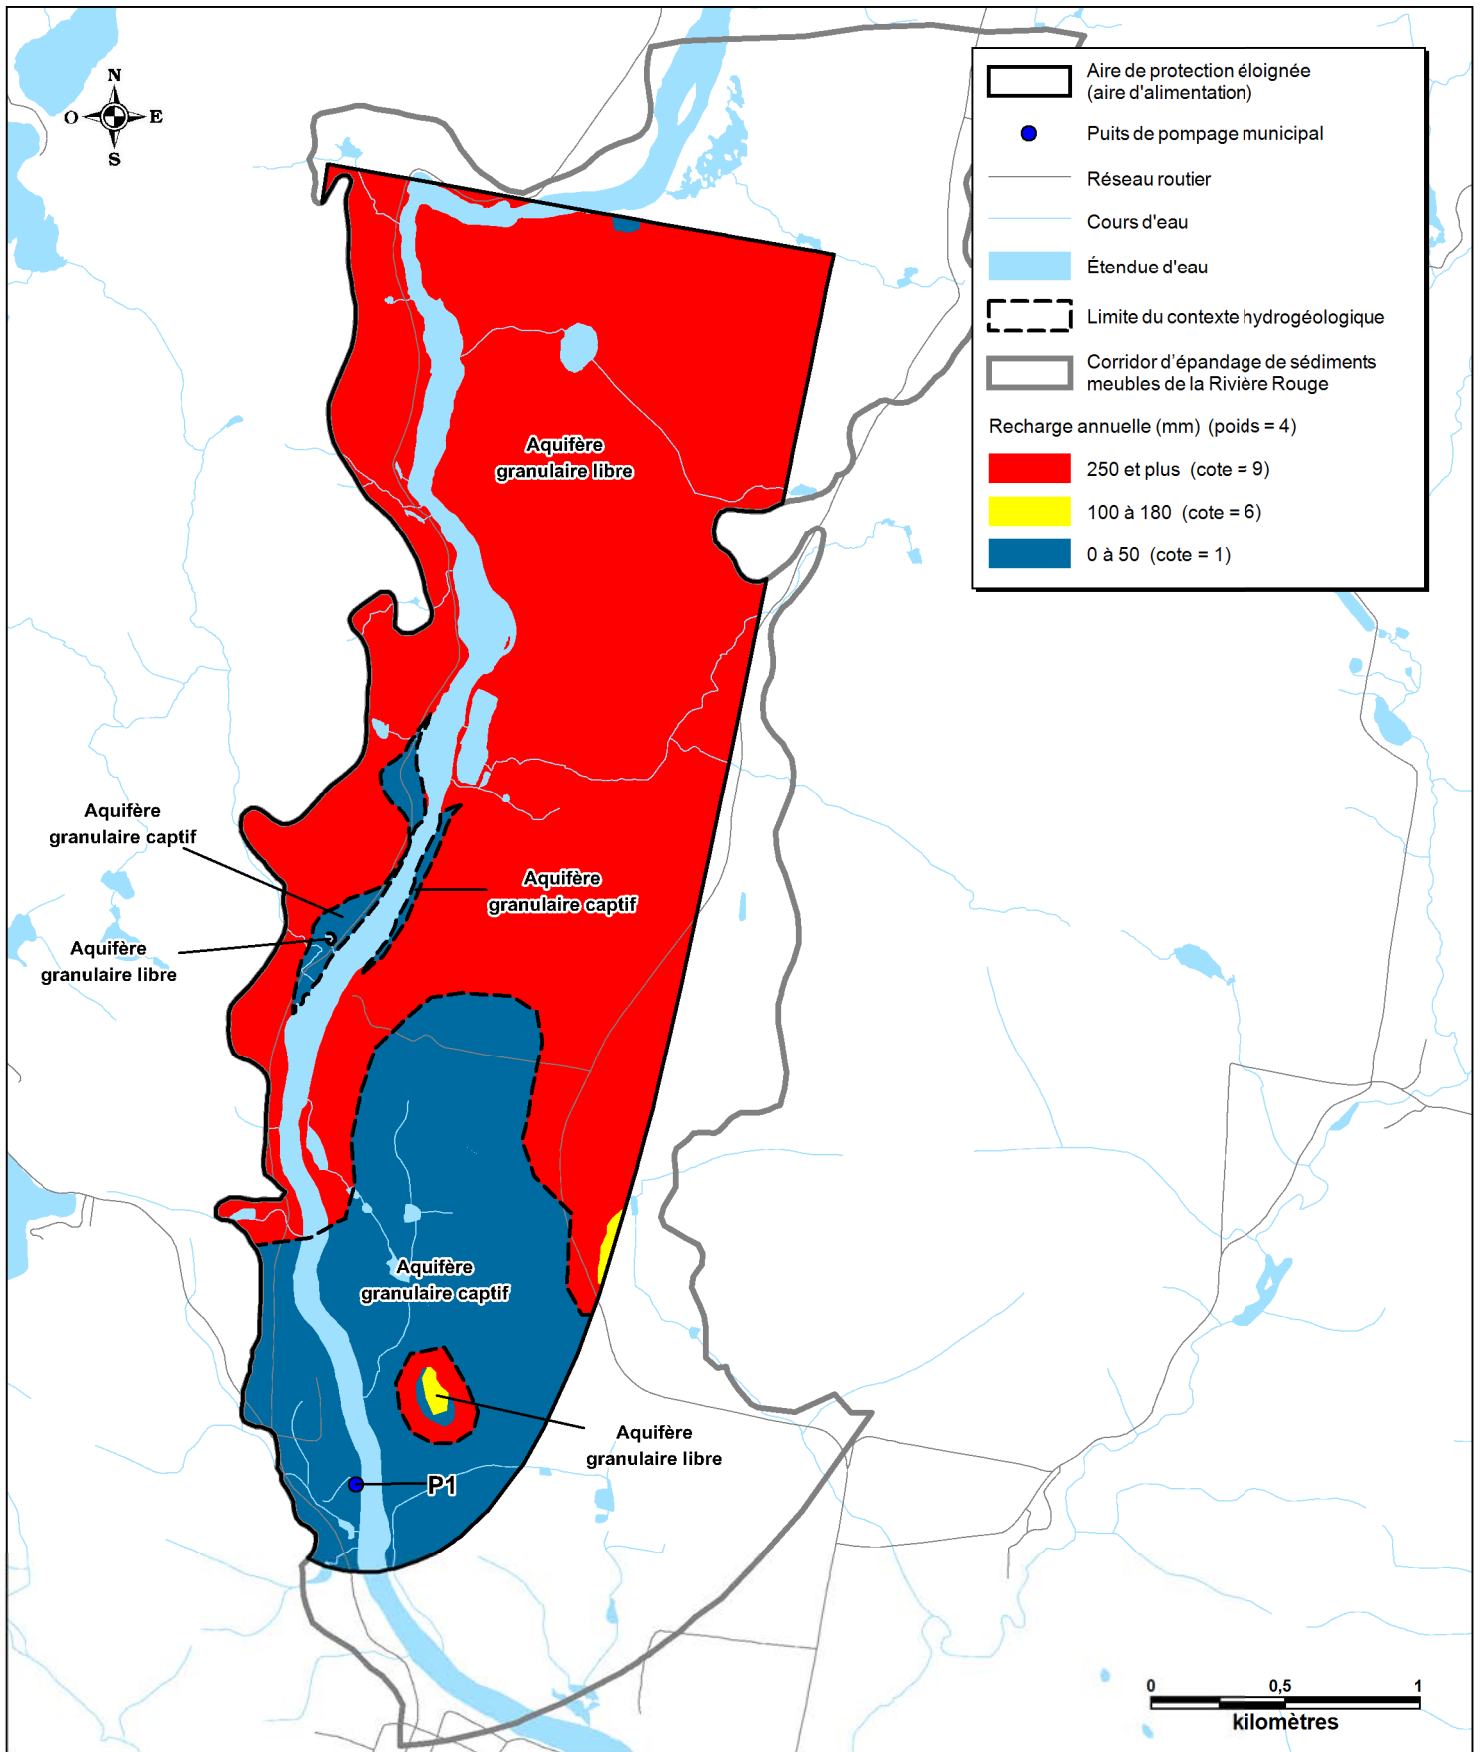 N
O
E
S
Aire de protection éloignée
(aire d'alimentation)
Puits de pompage municipal
Réseau routier
Cours d'eau
Étendue d'eau
Limite du contexte hydrogéologique
Corridor d'épandage de sédiments
meubles de la Rivière Rouge
Recharge annuelle (mm) (poids = 4)
250 et plus (cote = 9)
100 à 180 (cote = 6)
0 à 50 (cote = 1)
Aquifère
granulaire libre
Aquifère
granulaire captif
Aquifère
granulaire captif
Aquifère
granulaire libre
Aquifère
granulaire captif
Aquifère
granulaire libre
P1
0
0,5
1
kilomètres